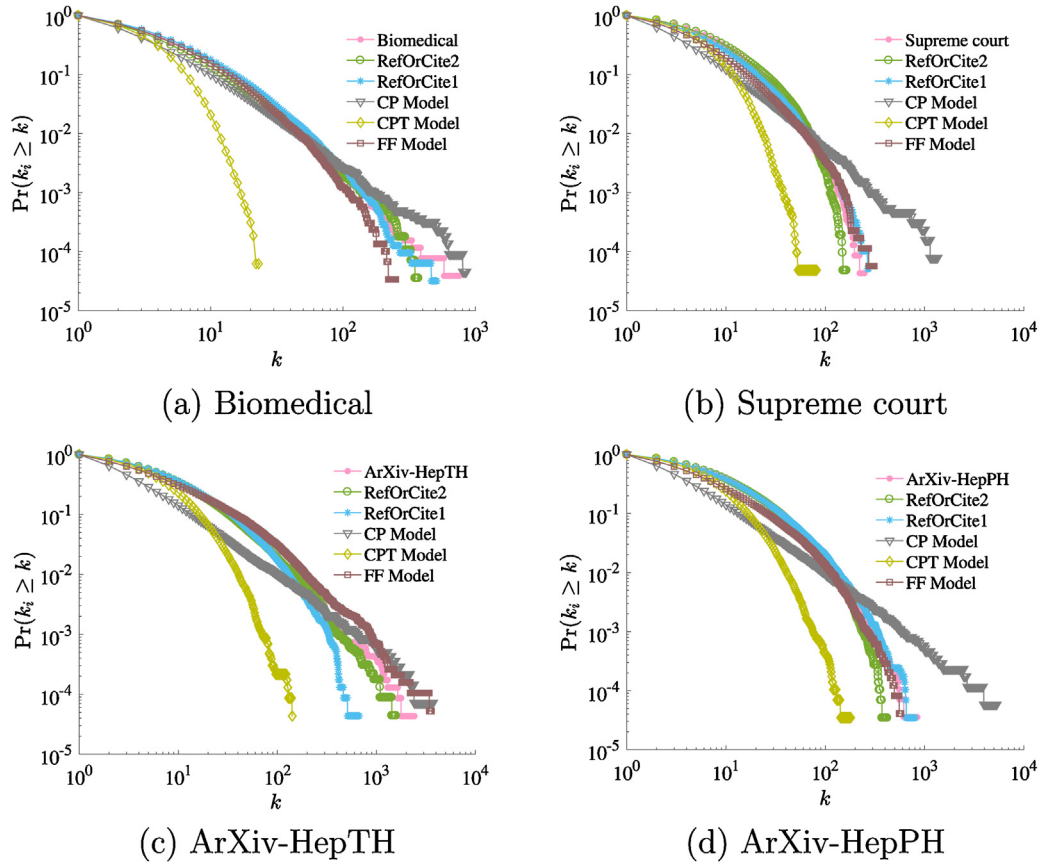 10^0
10^-1
10^-2
10^-3
10^-4
10^-5
Pr(k_i ≥ k)
Biomedical
RefOrCite2
RefOrCite1
CP Model
CPT Model
FF Model
10^0
10^1
10^2
10^3
k
(a) Biomedical
10^0
10^-1
10^-2
10^-3
10^-4
10^-5
Pr(k_i ≥ k)
Supreme court
RefOrCite2
RefOrCite1
CP Model
CPT Model
FF Model
10^0
10^1
10^2
10^3
10^4
k
(b) Supreme court
10^0
10^-1
10^-2
10^-3
10^-4
10^-5
Pr(k_i ≥ k)
ArXiv-HepTH
RefOrCite2
RefOrCite1
CP Model
CPT Model
FF Model
10^0
10^1
10^2
10^3
10^4
k
(c) ArXiv-HepTH
10^0
10^-1
10^-2
10^-3
10^-4
10^-5
Pr(k_i ≥ k)
ArXiv-HepPH
RefOrCite2
RefOrCite1
CP Model
CPT Model
FF Model
10^0
10^1
10^2
10^3
10^4
k
(d) ArXiv-HepPH